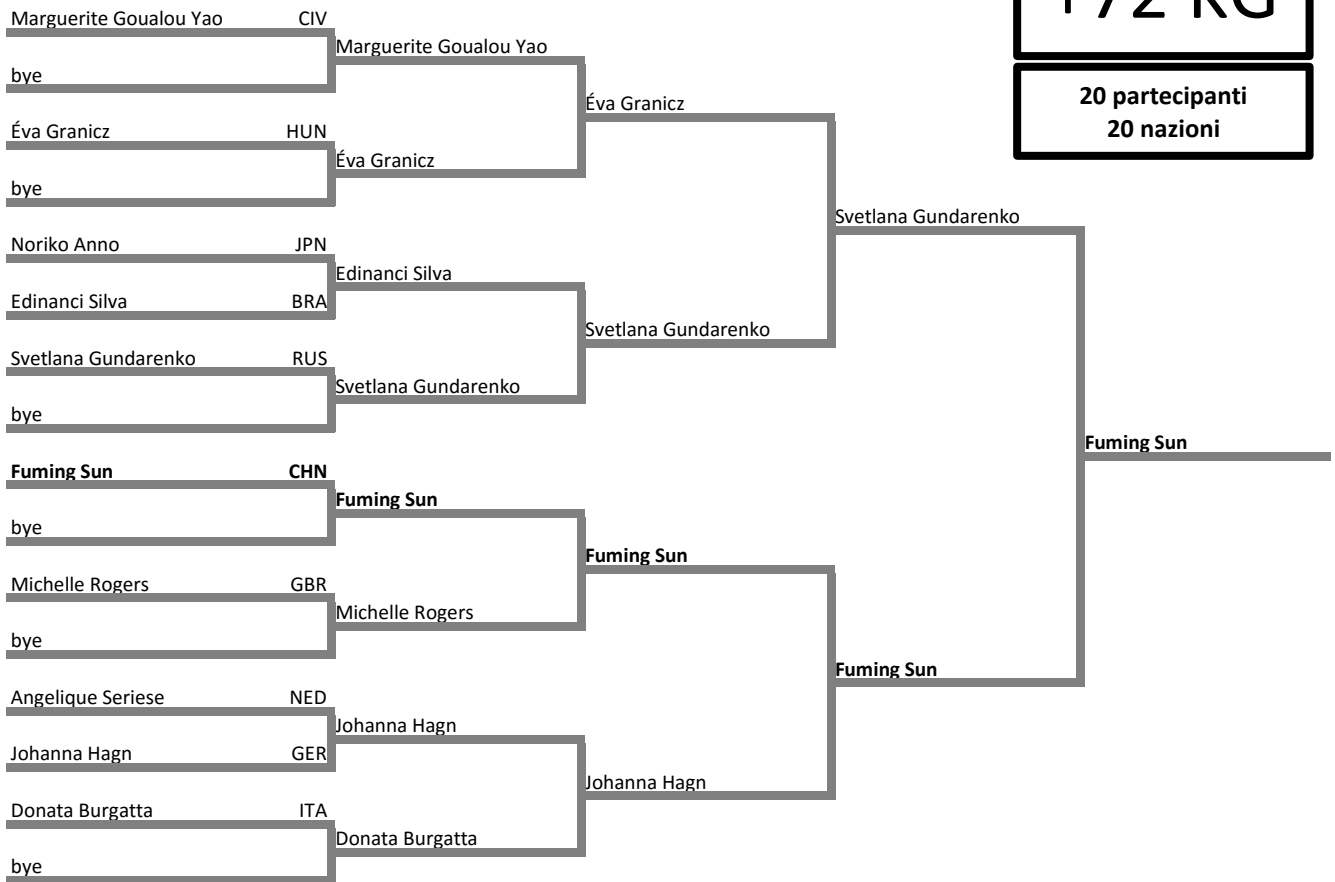 +72 KG
20 partecipanti
20 nazioni
Marguerite Goualou Yao CIV
bye
Marguerite Goualou Yao
Éva Granicz HUN
bye
Éva Granicz
Éva Granicz
Noriko Anno JPN
Edinanci Silva BRA
Edinanci Silva
Svetlana Gundarenko RUS
bye
Svetlana Gundarenko
Svetlana Gundarenko
Svetlana Gundarenko
Fuming Sun CHN
bye
Fuming Sun
Michelle Rogers GBR
bye
Michelle Rogers
Fuming Sun
Angelique Seriese NED
Johanna Hagn GER
Johanna Hagn
Donata Burgatta ITA
bye
Donata Burgatta
Johanna Hagn
Fuming Sun
Fuming Sun